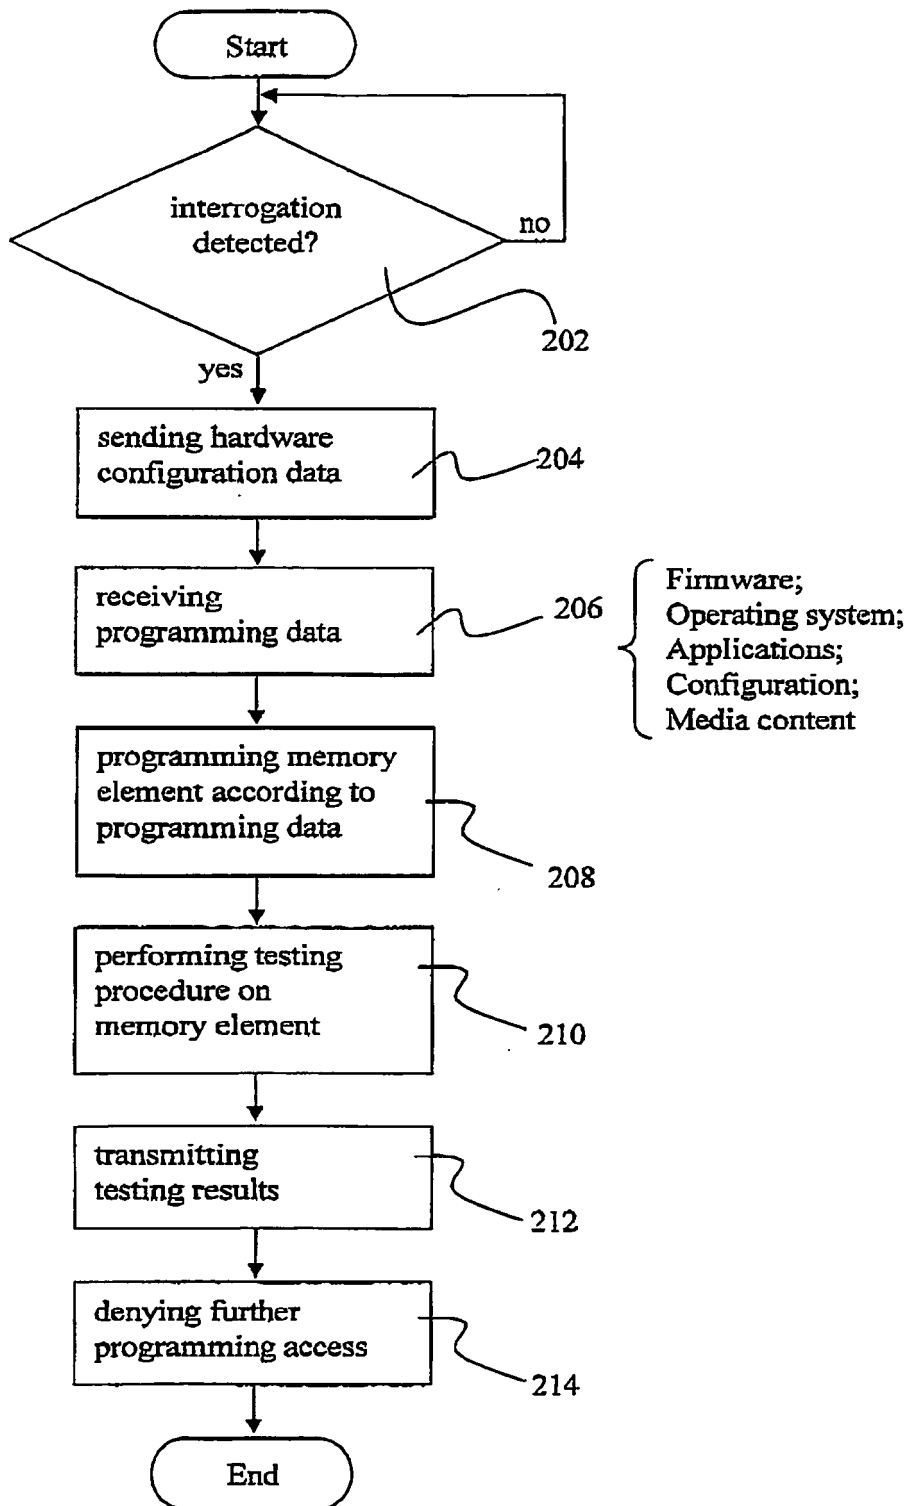 Start
interrogation
detected?
no
202
yes
sending hardware
configuration data
204
receiving
programming data
206
Firmware;
Operating system;
Applications;
Configuration;
Media content
programming memory
element according to
programming data
208
performing testing
procedure on
memory element
210
transmitting
testing results
212
denying further
programming access
214
End